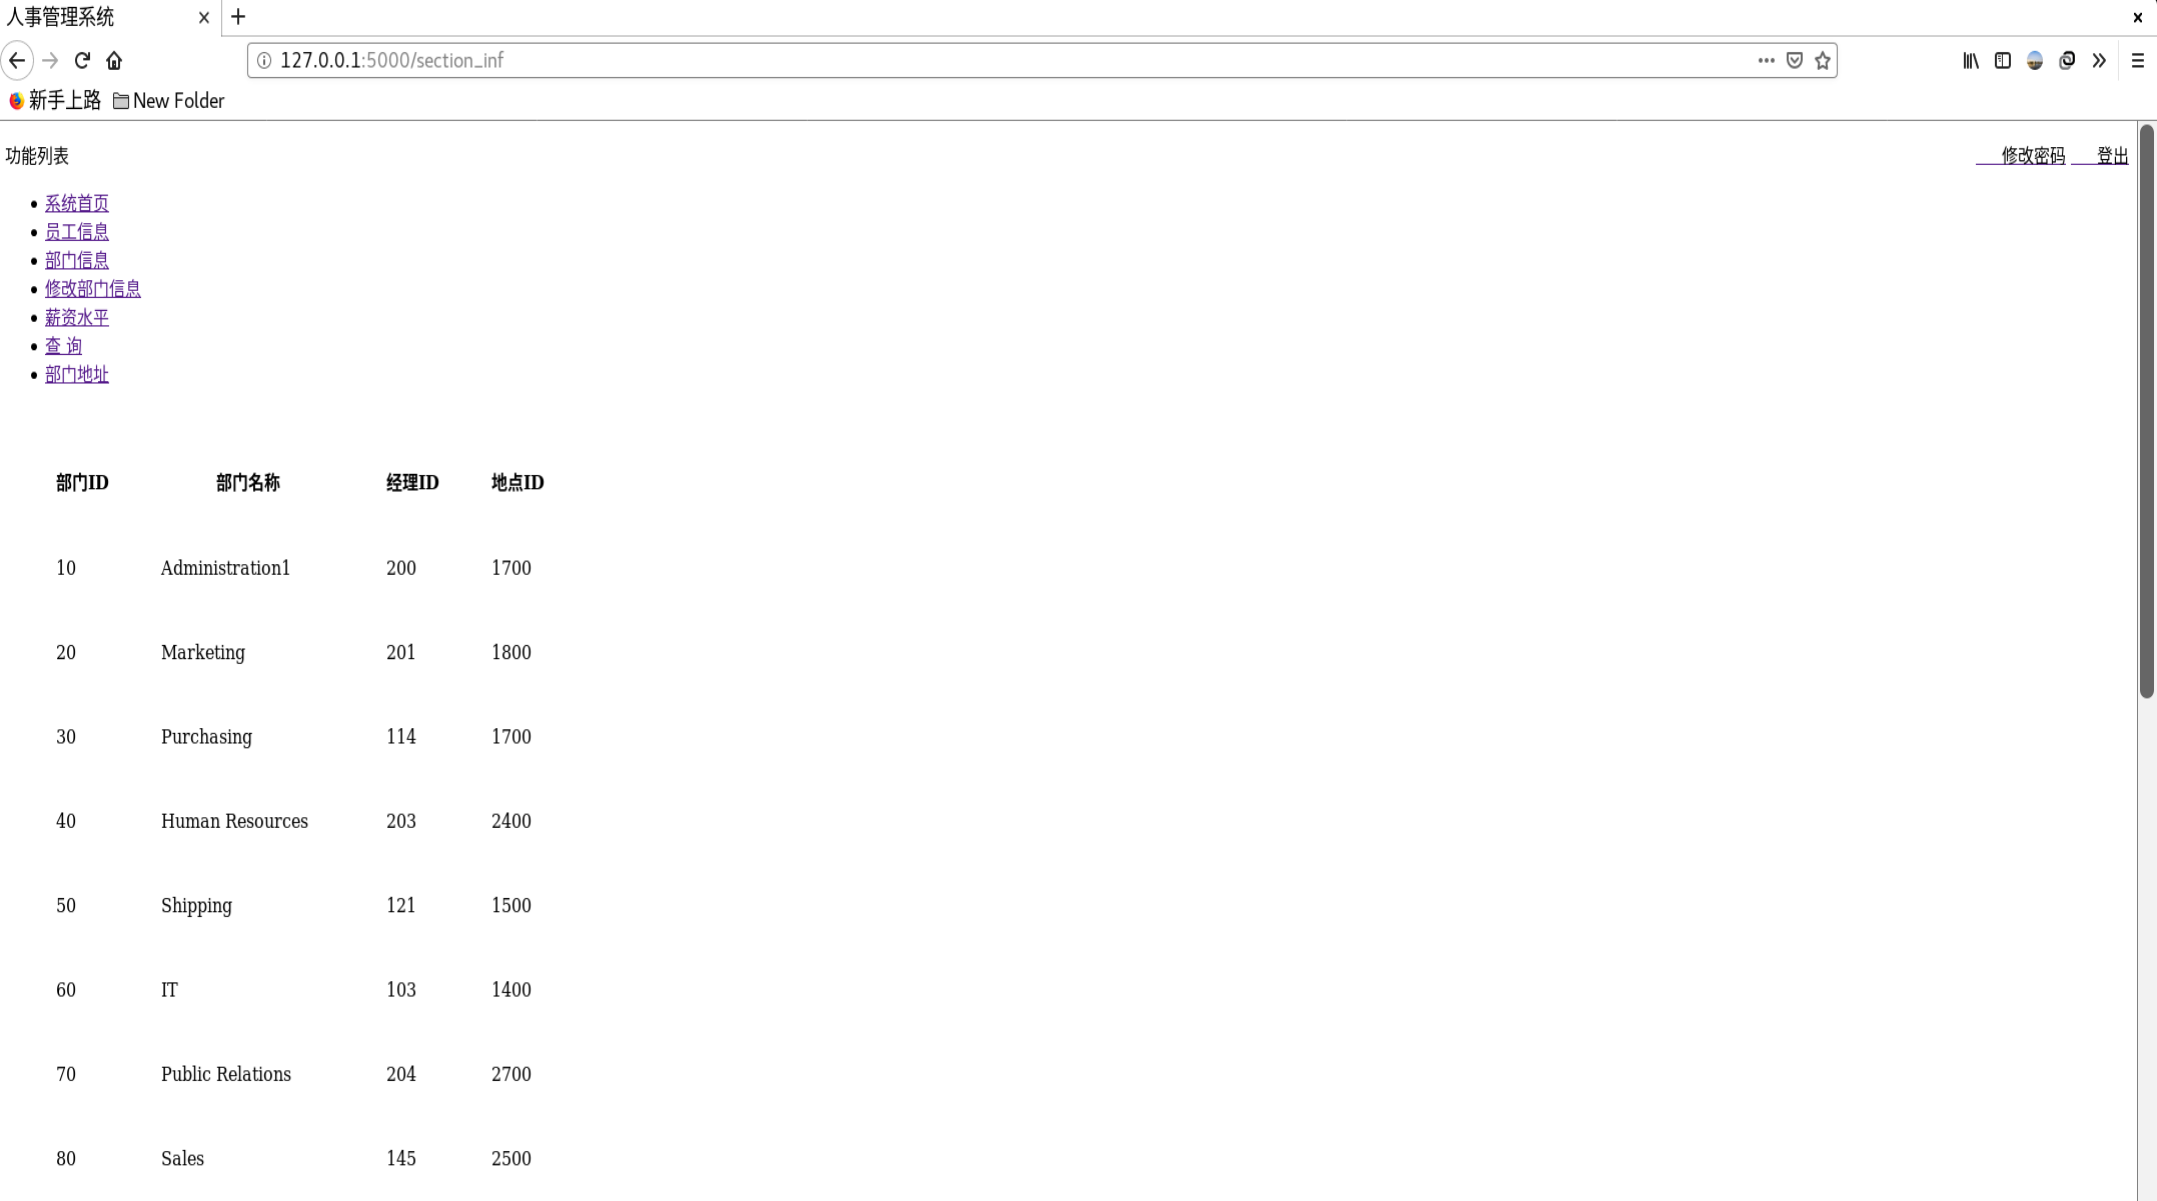 人事管理系统
127.0.0.1:5000/section_inf
新手上路 New Folder
功能列表 修改密码 登出
系统首页
员工信息
部门信息
修改部门信息
薪资水平
查 询
部门地址
部门ID 部门名称 经理ID 地点ID
10 Administration1 200 1700
20 Marketing 201 1800
30 Purchasing 114 1700
40 Human Resources 203 2400
50 Shipping 121 1500
60 IT 103 1400
70 Public Relations 204 2700
80 Sales 145 2500